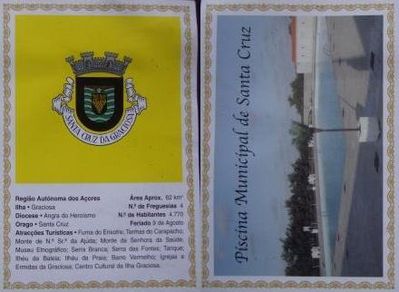 SANTA CRUZ DA GRACIOSA
Região Autónoma dos Açores
Área Aprox. 62 km²
Ilha • Graciosa
N.º de Freguesias 4
Diocese • Angra do Heroísmo
N.º de Habitantes 4.770
Orago • Santa Cruz
Feriado 9 de Agosto
Atracções Turísticas • Furna do Enxofre; Termas do Carapacho;
Monte de N.ª Sr.ª da Ajuda; Monte da Senhora da Saúde;
Museu Etnográfico; Serra Branca; Serra das Fontes; Tanque;
Ilhéu da Baleia; Ilhéu da Praia; Barro Vermelho; Igrejas e
Ermidas da Graciosa; Centro Cultural da Ilha Graciosa.
Piscina Municipal de Santa Cruz